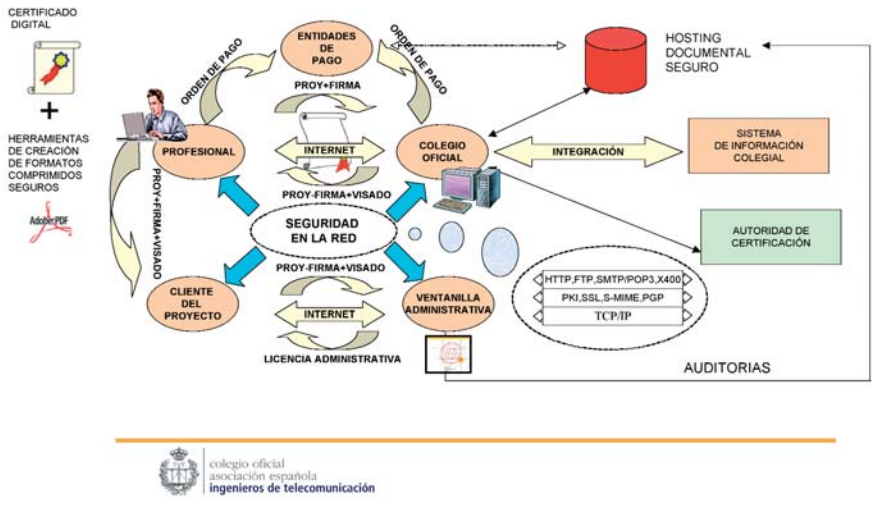 CERTIFICADO
DIGITAL
+
HERRAMIENTAS
DE CREACIÓN
DE FORMATOS
COMPRIMIDOS
SEGUROS
Adobe PDF
ORDEN DE PAGO
ENTIDADES
DE
PAGO
ORDEN DE PAGO
HOSTING
DOCUMENTAL
SEGURO
PROY+FIRMA
PROFESIONAL
INTERNET
COLEGIO
OFICIAL
INTEGRACIÓN
SISTEMA
DE INFORMACIÓN
COLEGIAL
PROY-FIRMA+VISADO
PROY+FIRMA+VISADO
SEGURIDAD
EN LA RED
AUTORIDAD DE
CERTIFICACIÓN
PROY-FIRMA+VISADO
CLIENTE
DEL
PROYECTO
INTERNET
VENTANILLA
ADMINISTRATIVA
HTTP,FTP,SMTP/POP3,X400
PKI,SSL,S-MIME,PGP
TCP/IP
LICENCIA ADMINISTRATIVA
AUDITORIAS
colegio oficial
asociación española
ingenieros de telecomunicación